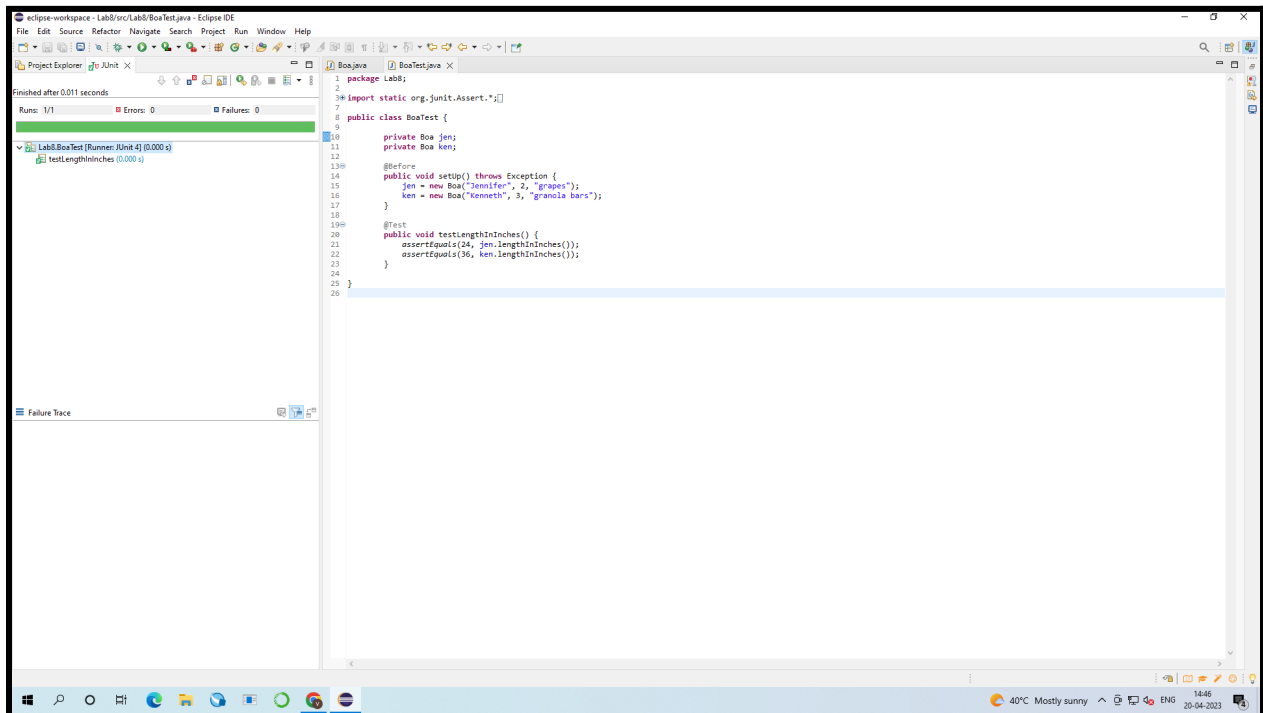 eclipse-workspace - Lab8/src/Lab8/BoaTest.java - Eclipse IDE
File Edit Source Refactor Navigate Search Project Run Window Help
Project Explorer JUnit
Finished after 0.011 seconds
Runs: 1/1 Errors: 0 Failures: 0
Lab8.BoaTest [Runner: JUnit 4] (0.000 s)
testLengthInInches (0.000 s)
Failure Trace
Boa.java BoaTest.java
1 package Lab8;
2
3 import static org.junit.Assert.*;
7
8 public class BoaTest {
9
10 private Boa jen;
11 private Boa ken;
12
13 @Before
14 public void setUp() throws Exception {
15 jen = new Boa("Jennifer", 2, "grapes");
16 ken = new Boa("Kenneth", 3, "granola bars");
17 }
18
19 @Test
20 public void testLengthInInches() {
21 assertEquals(24, jen.lengthInInches());
22 assertEquals(36, ken.lengthInInches());
23 }
24
25 }
26
40°C Mostly sunny ENG 14:46
20-04-2023 4